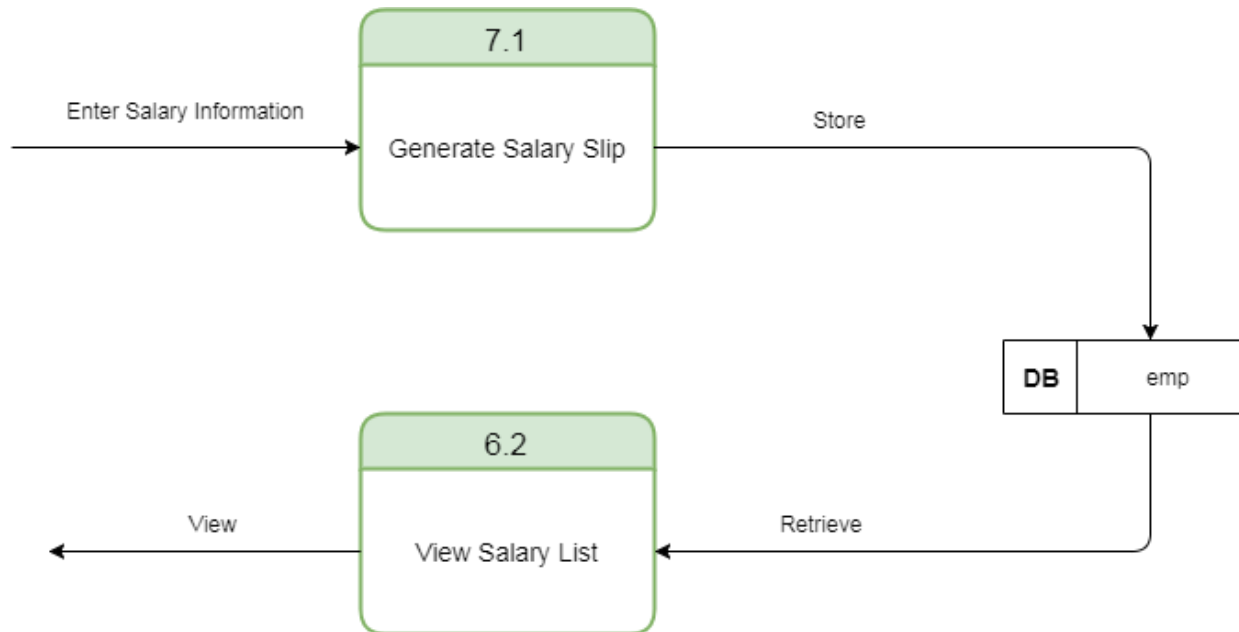 7.1
Enter Salary Information
Generate Salary Slip
Store
DB
emp
6.2
View
View Salary List
Retrieve